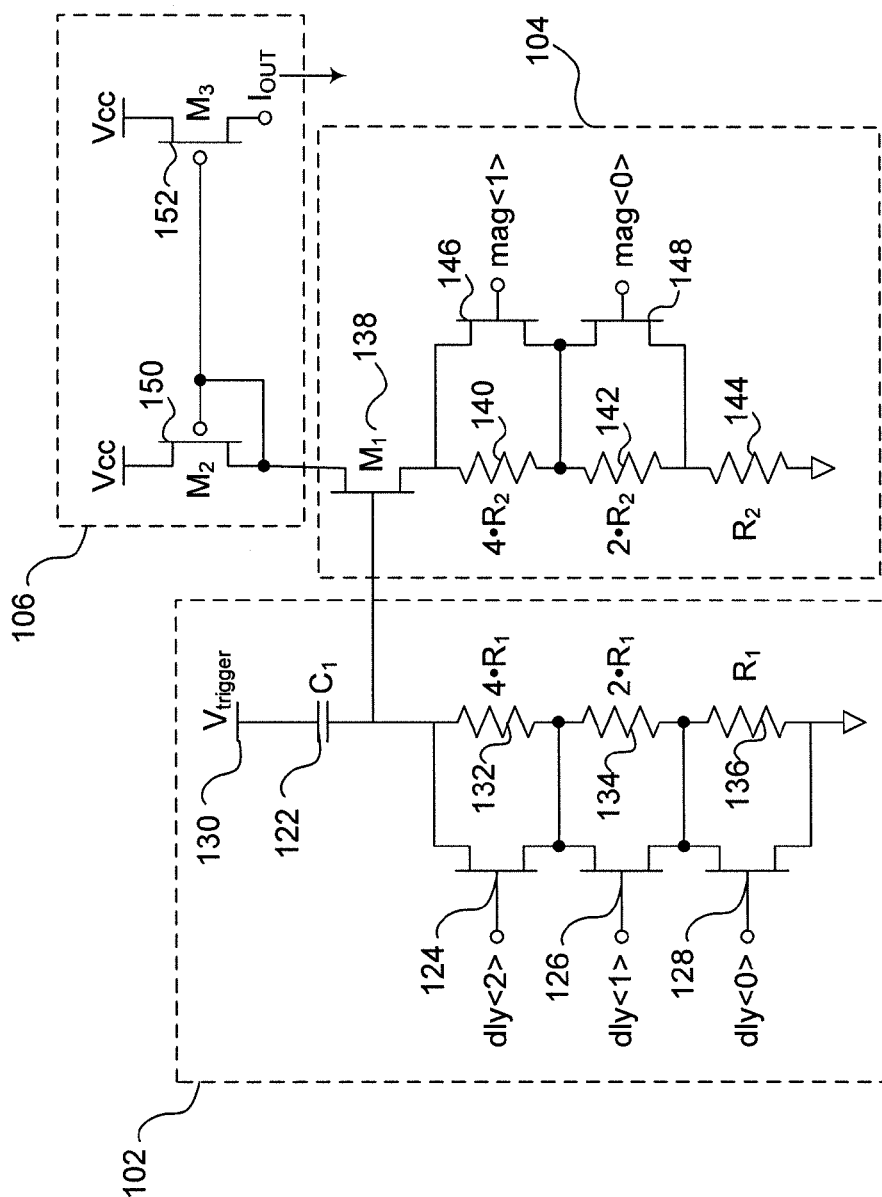 106
Vcc
Vcc
150
M₂
152
M₃
I_OUT
104
102
130
V_trigger
122
C₁
M₁
138
124
dly<2>
132
4•R₁
126
dly<1>
134
2•R₁
128
dly<0>
136
R₁
4•R₂
140
146
mag<1>
2•R₂
142
mag<0>
148
R₂
144